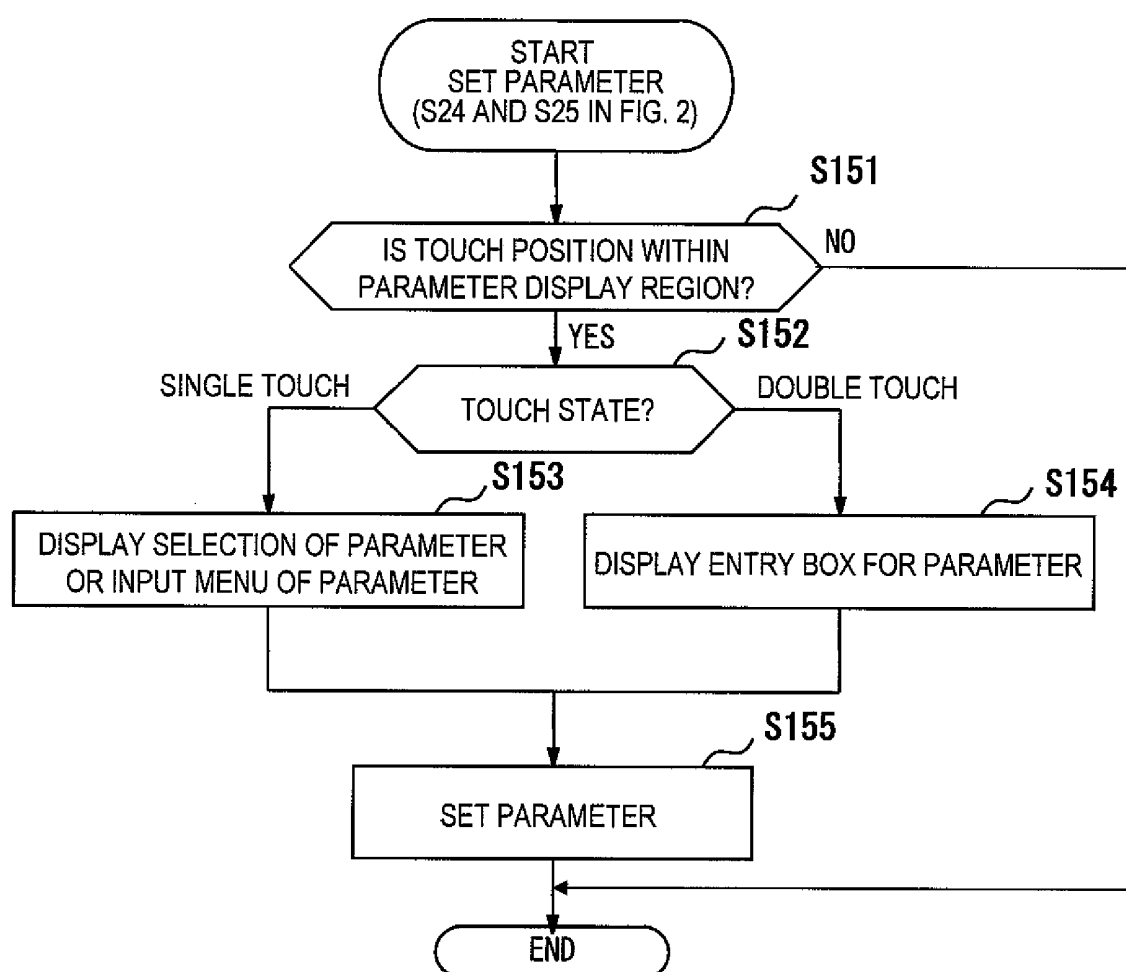 START
SET PARAMETER
(S24 AND S25 IN FIG. 2)
S151
IS TOUCH POSITION WITHIN
PARAMETER DISPLAY REGION?
NO
YES
S152
SINGLE TOUCH
TOUCH STATE?
DOUBLE TOUCH
S153
DISPLAY SELECTION OF PARAMETER
OR INPUT MENU OF PARAMETER
S154
DISPLAY ENTRY BOX FOR PARAMETER
S155
SET PARAMETER
END